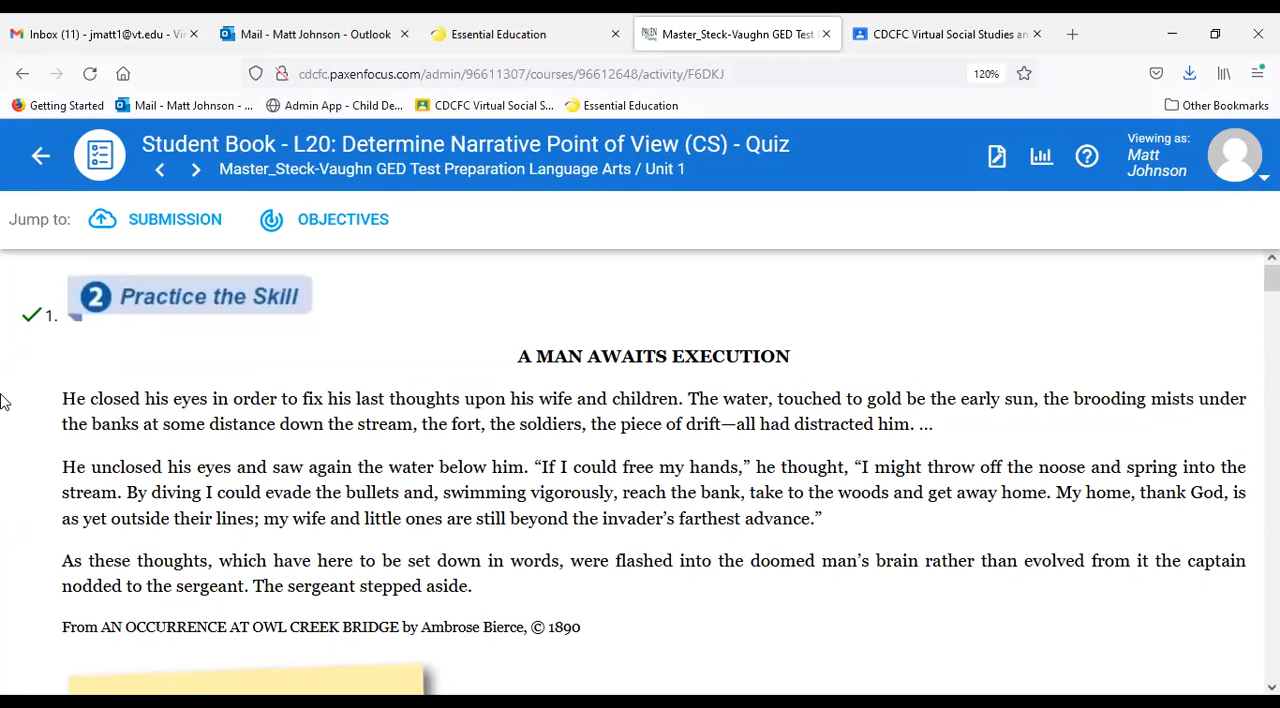 Inbox (11) - jmatt1@vt.edu - Vi
Mail - Matt Johnson - Outlook
Essential Education
Master_Steck-Vaughn GED Test
CDCFC Virtual Social Studies an
cdcfc.paxenfocus.com/admin/96611307/courses/96612648/activity/F6DKJ
120%
Getting Started
Mail - Matt Johnson - ...
Admin App - Child De...
CDCFC Virtual Social S...
Essential Education
Other Bookmarks
Student Book - L20: Determine Narrative Point of View (CS) - Quiz
Master_Steck-Vaughn GED Test Preparation Language Arts / Unit 1
Viewing as:
Matt
Johnson
Jump to:
SUBMISSION
OBJECTIVES
2 Practice the Skill
1.
A MAN AWAITS EXECUTION
He closed his eyes in order to fix his last thoughts upon his wife and children. The water, touched to gold be the early sun, the brooding mists under
the banks at some distance down the stream, the fort, the soldiers, the piece of drift—all had distracted him. ...
He unclosed his eyes and saw again the water below him. “If I could free my hands,” he thought, “I might throw off the noose and spring into the
stream. By diving I could evade the bullets and, swimming vigorously, reach the bank, take to the woods and get away home. My home, thank God, is
as yet outside their lines; my wife and little ones are still beyond the invader’s farthest advance.”
As these thoughts, which have here to be set down in words, were flashed into the doomed man’s brain rather than evolved from it the captain
nodded to the sergeant. The sergeant stepped aside.
From AN OCCURRENCE AT OWL CREEK BRIDGE by Ambrose Bierce, © 1890